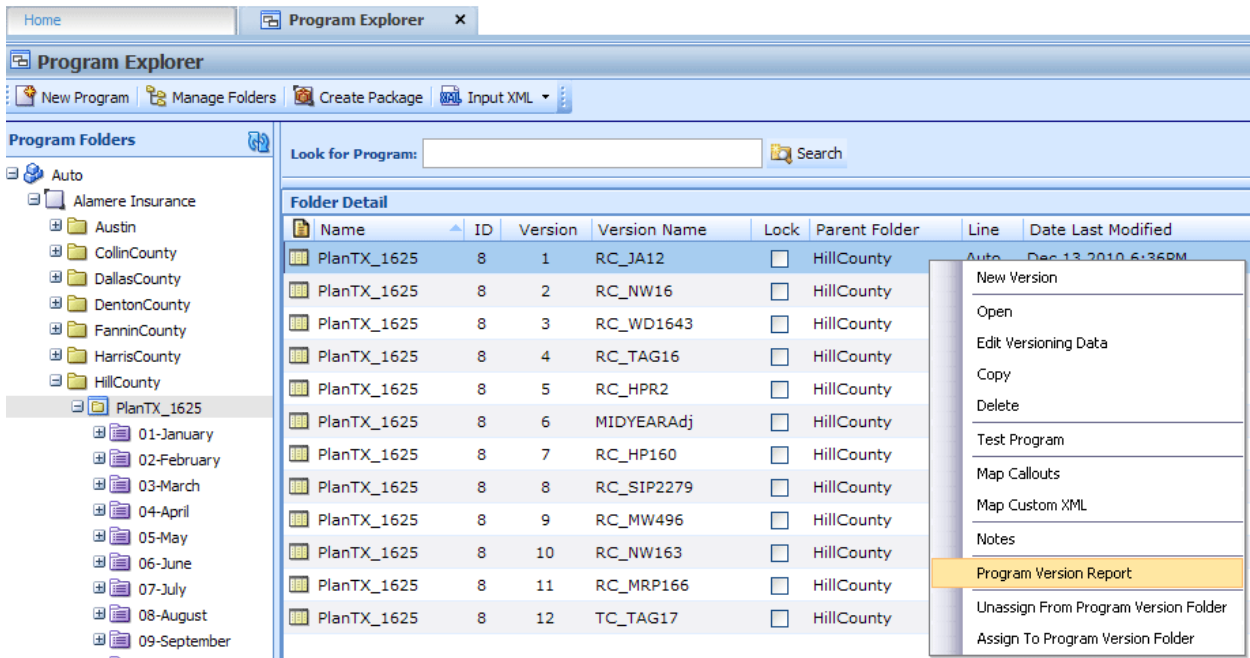 Home Program Explorer ×
Program Explorer
New Program Manage Folders Create Package XML Input XML
Program Folders
Auto
Alamere Insurance
Austin
CollinCounty
DallasCounty
DentonCounty
FanninCounty
HarrisCounty
HillCounty
PlanTX_1625
01-January
02-February
03-March
04-April
05-May
06-June
07-July
08-August
09-September
Look for Program: Search
Folder Detail
Name ID Version Version Name Lock Parent Folder Line Date Last Modified
PlanTX_1625 8 1 RC_JA12 HillCounty Auto Dec 13 2010 6:36PM
PlanTX_1625 8 2 RC_NW16 HillCounty
PlanTX_1625 8 3 RC_WD1643 HillCounty
PlanTX_1625 8 4 RC_TAG16 HillCounty
PlanTX_1625 8 5 RC_HPR2 HillCounty
PlanTX_1625 8 6 MIDYEARAdj HillCounty
PlanTX_1625 8 7 RC_HP160 HillCounty
PlanTX_1625 8 8 RC_SIP2279 HillCounty
PlanTX_1625 8 9 RC_MW496 HillCounty
PlanTX_1625 8 10 RC_NW163 HillCounty
PlanTX_1625 8 11 RC_MRP166 HillCounty
PlanTX_1625 8 12 TC_TAG17 HillCounty
New Version
Open
Edit Versioning Data
Copy
Delete
Test Program
Map Callouts
Map Custom XML
Notes
Program Version Report
Unassign From Program Version Folder
Assign To Program Version Folder